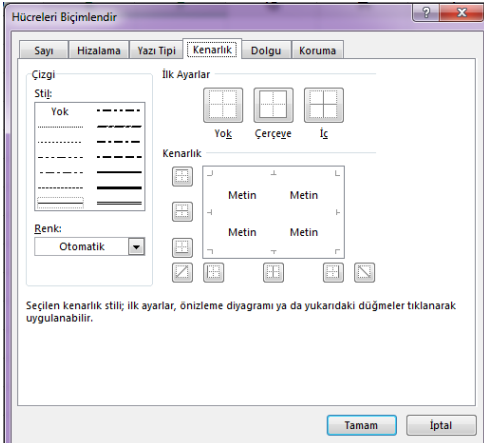 Hücreleri Biçimlendir
?
Sayı Hizalama Yazı Tipi Kenarlık Dolgu Koruma
Çizgi
Stil:
Yok
Renk:
Otomatik
İlk Ayarlar
Yok Çerçeve İç
Kenarlık
Metin Metin
Metin Metin
Seçilen kenarlık stili; ilk ayarlar, önizleme diyagramı ya da yukarıdaki düğmeler tıklanarak
uygulanabilir.
Tamam İptal